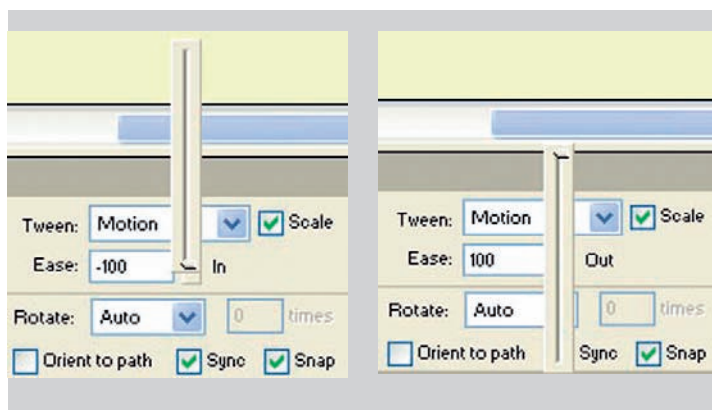 Tween: Motion Scale
Ease: -100 In
Rotate: Auto 0 times
Orient to path Sync Snap
Tween: Motion Scale
Ease: 100 Out
Rotate: Auto 0 times
Orient to path Sync Snap